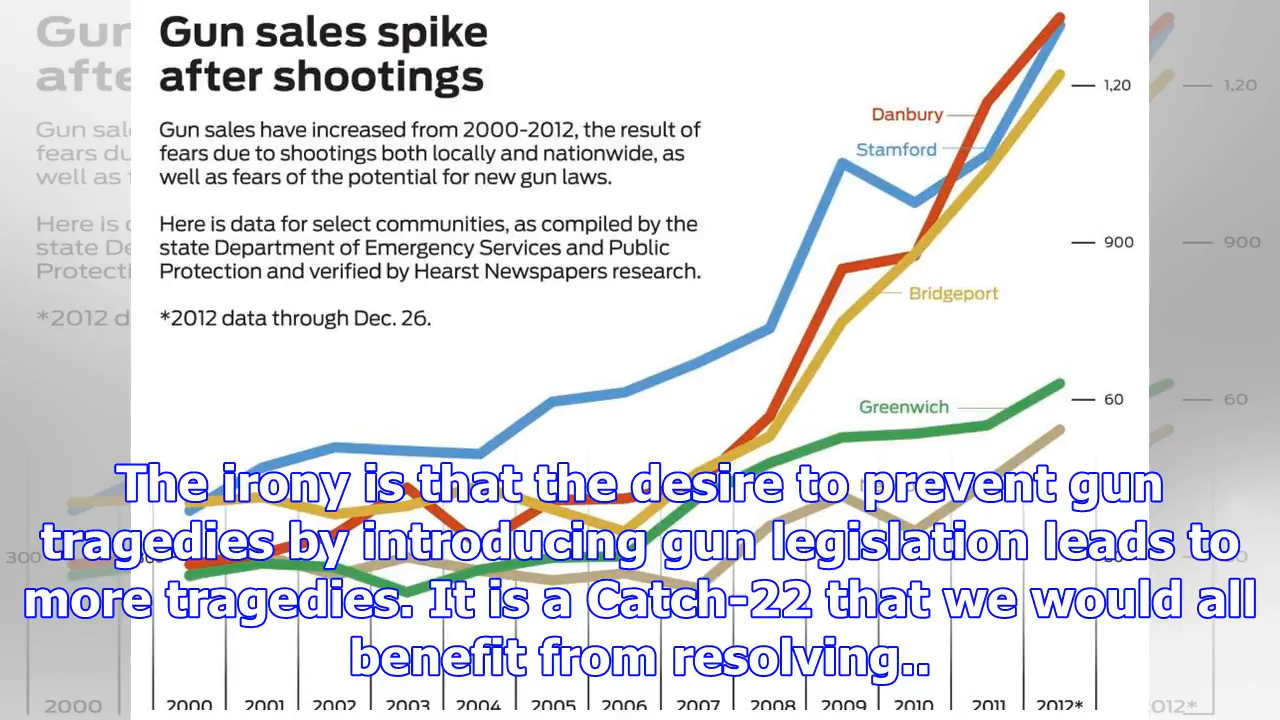 Gun sales spike
after shootings
Gun sales have increased from 2000-2012, the result of
fears due to shootings both locally and nationwide, as
well as fears of the potential for new gun laws.
Here is data for select communities, as compiled by the
state Department of Emergency Services and Public
Protection and verified by Hearst Newspapers research.
*2012 data through Dec. 26.
Danbury
Stamford
Bridgeport
Greenwich
1,20
900
60
The irony is that the desire to prevent gun
tragedies by introducing gun legislation leads to
more tragedies. It is a Catch-22 that we would all
benefit from resolving..
300
2000 2000 2001 2002 2003 2004 2005 2006 2007 2008 2009 2010 2011 2012* 2012*